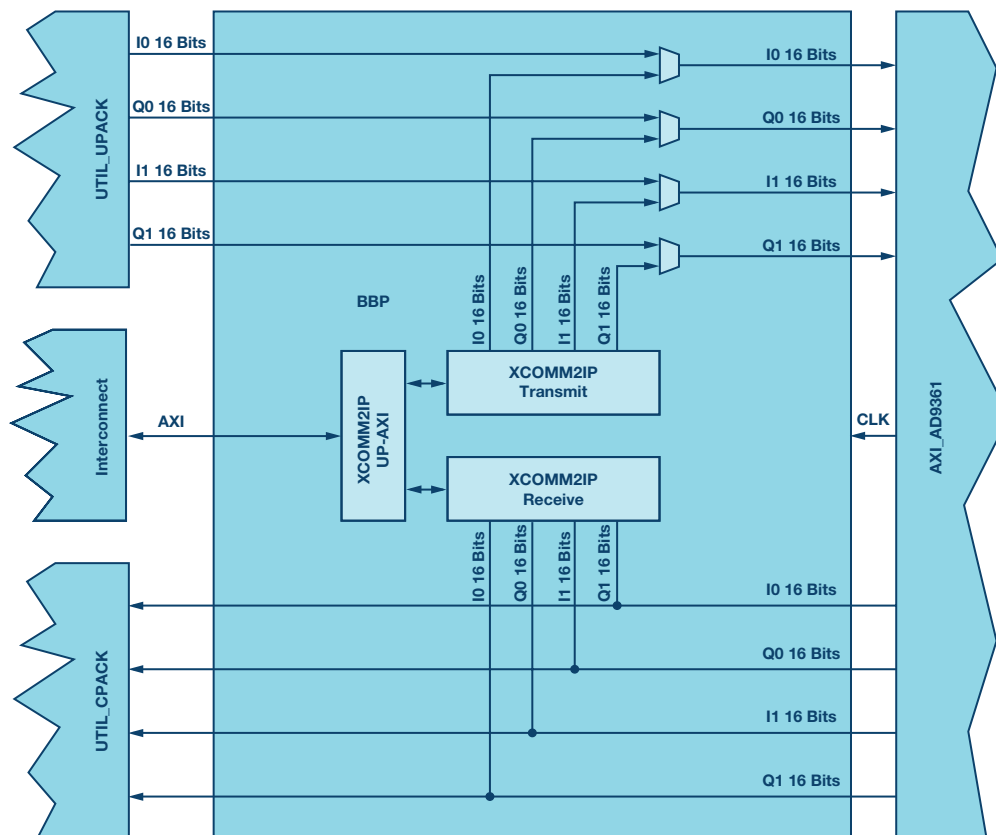 I0 16 Bits
I0 16 Bits
Q0 16 Bits
Q0 16 Bits
UTIL_UPACK
I1 16 Bits
I1 16 Bits
Q1 16 Bits
Q1 16 Bits
BBP
I0 16 Bits
Q0 16 Bits
I1 16 Bits
Q1 16 Bits
XCOMM2IP
Transmit
Interconnect
AXI
XCOMM2IP
UP-AXI
CLK
AXI_AD9361
XCOMM2IP
Receive
I0 16 Bits
Q0 16 Bits
I1 16 Bits
Q1 16 Bits
I0 16 Bits
Q0 16 Bits
UTIL_CPACK
I1 16 Bits
Q1 16 Bits